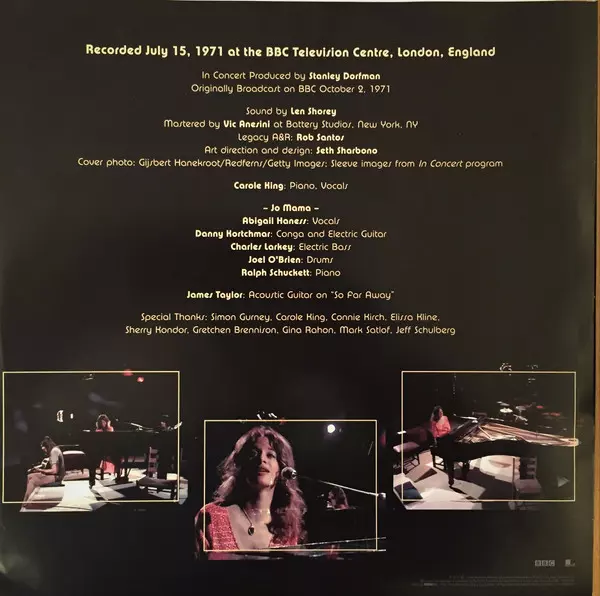 Recorded July 15, 1971 at the BBC Television Centre, London, England
In Concert Produced by Stanley Dorfman
Originally Broadcast on BBC October 2, 1971
Sound by Len Shorey
Mastered by Vic Anesini at Battery Studios, New York, NY
Legacy A&R: Rob Santos
Art direction and design: Seth Sharbono
Cover photo: Gijsbert Hanekroot/Redferns/Getty Images; Sleeve images from In Concert program
Carole King: Piano, Vocals
– Jo Mama –
Abigail Haness: Vocals
Danny Kortchmar: Conga and Electric Guitar
Charles Larkey: Electric Bass
Joel O'Brien: Drums
Ralph Schuckett: Piano
James Taylor: Acoustic Guitar on "So Far Away"
Special Thanks: Simon Gurney, Carole King, Connie Kirch, Elissa Kline,
Sherry Kondor, Gretchen Brennison, Gina Rahon, Mark Satlof, Jeff Schulberg
BBC